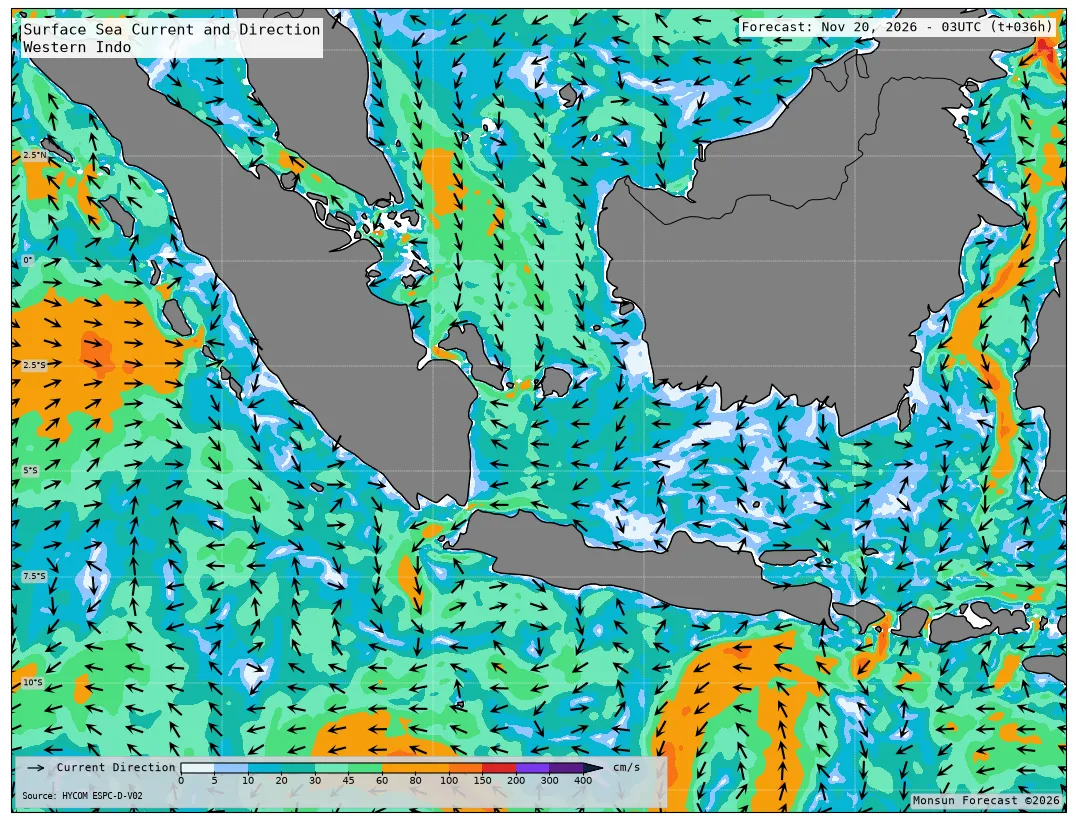 Surface Sea Current and Direction
Western Indo
Forecast: Nov 20, 2026 - 03UTC (t+036h)
2.5°N
0°
2.5°S
5°S
7.5°S
10°S
Current Direction
0 5 10 20 30 45 60 80 100 150 200 300 400 cm/s
Source: HYCOM ESPC-D-V02
Monsun Forecast ©2026